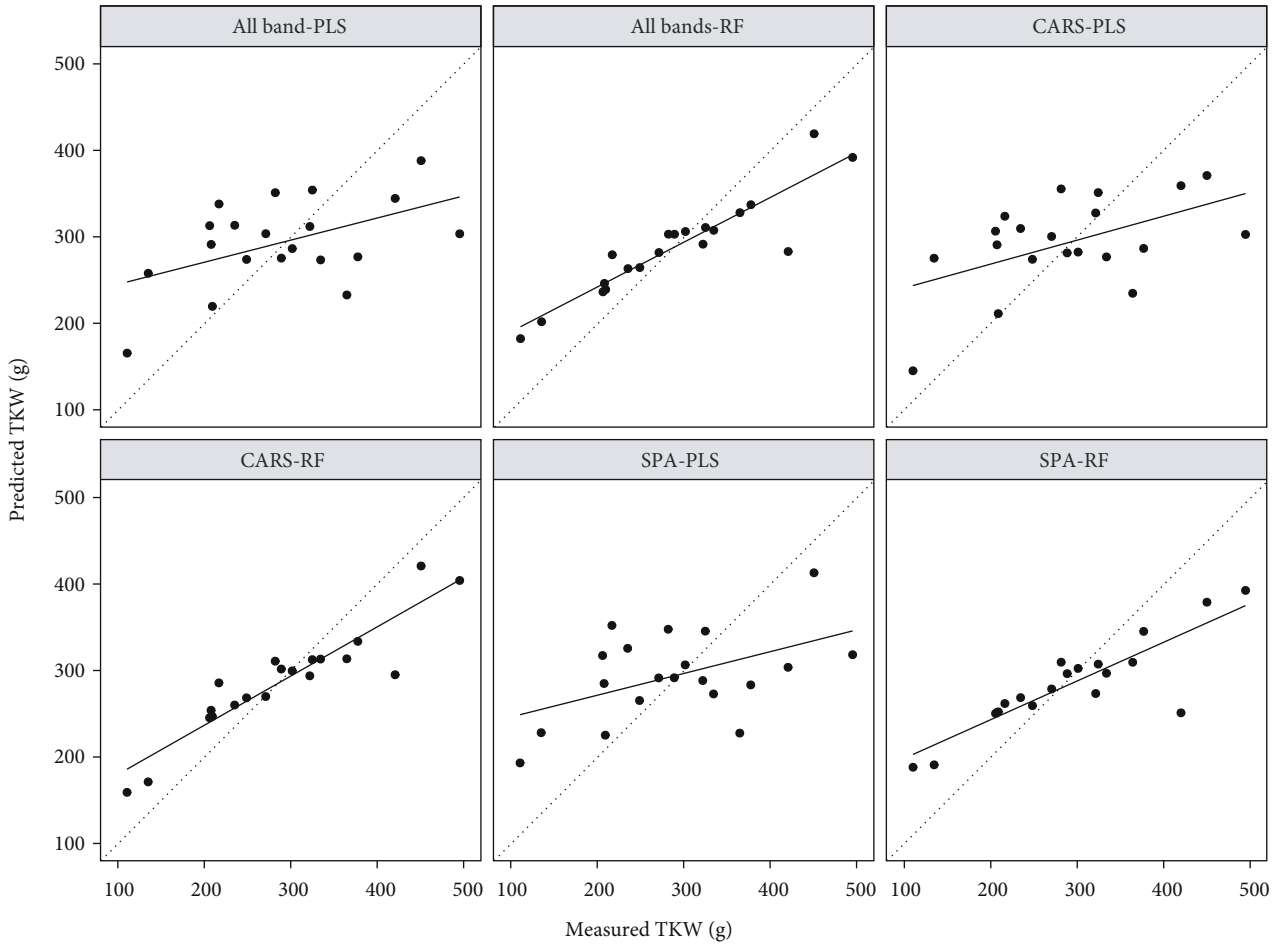 All band-PLS
All bands-RF
CARS-PLS
500
400
300
200
100
Predicted TKW (g)
CARS-RF
SPA-PLS
SPA-RF
500
400
300
200
100
100 200 300 400 500
100 200 300 400 500
100 200 300 400 500
Measured TKW (g)